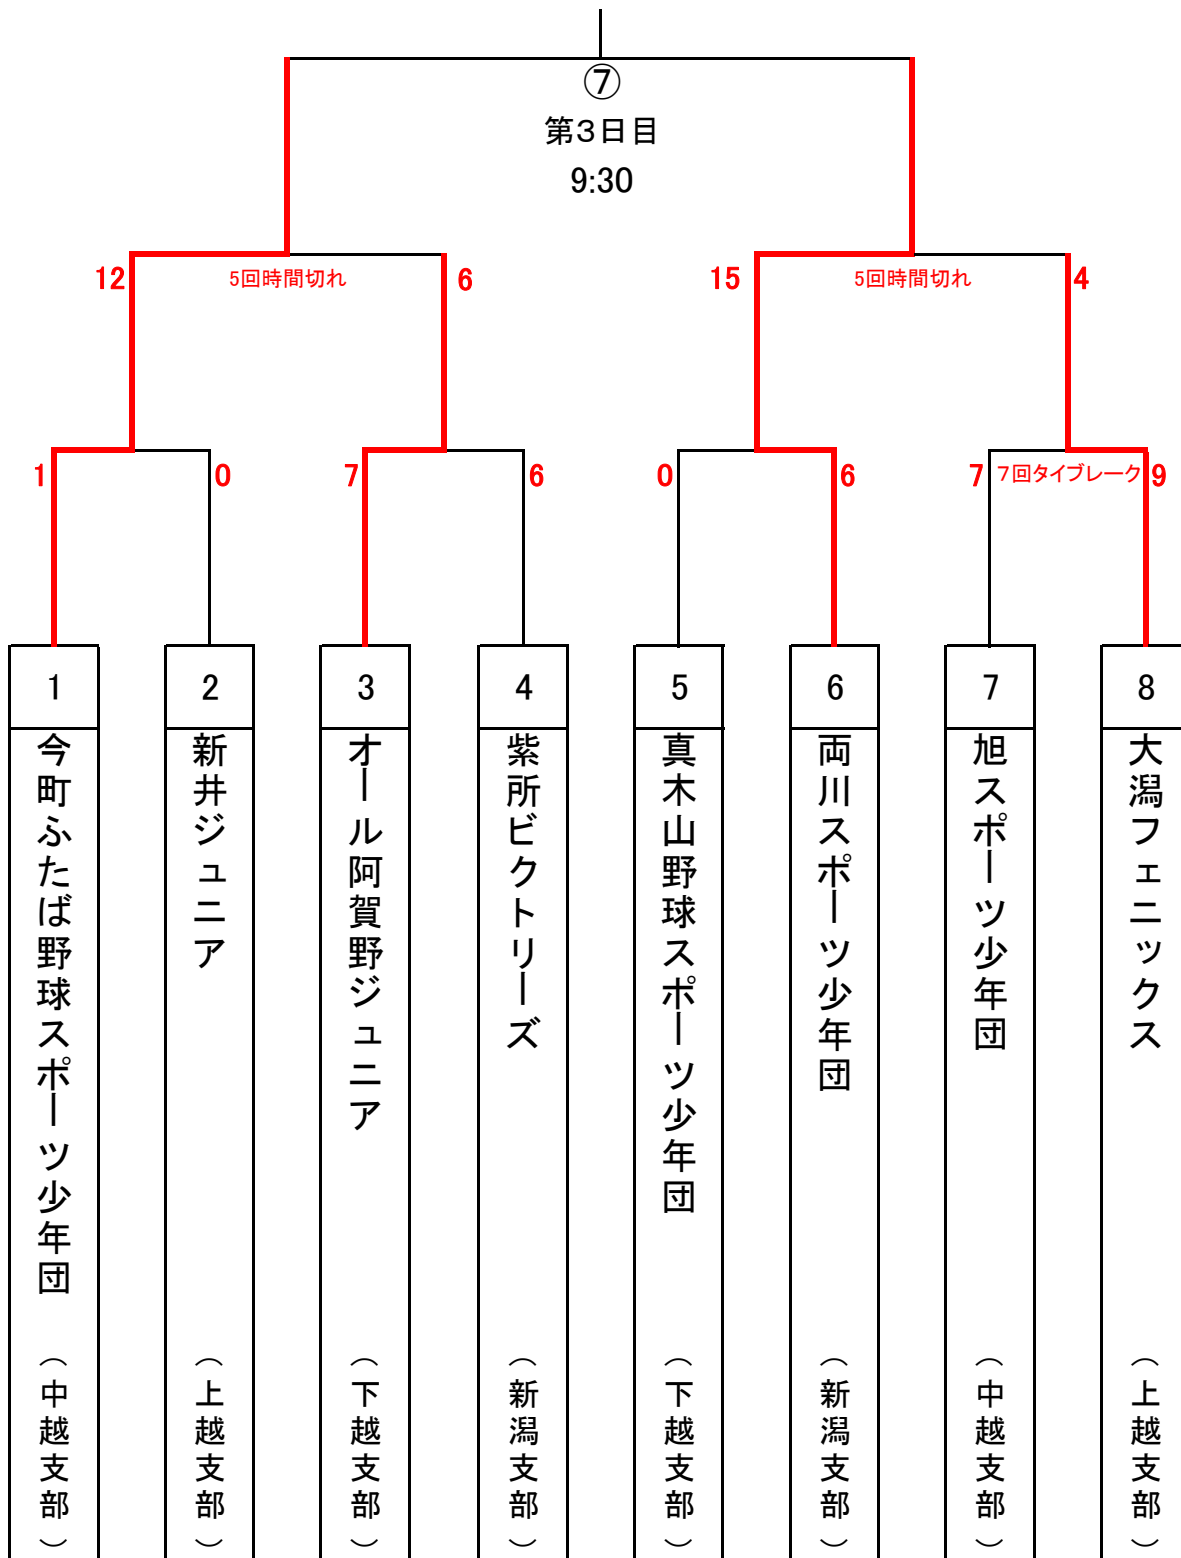 ⑦
第3日目
9:30
12
5回時間切れ
6
15
5回時間切れ
4
1
0
7
6
0
6
7
7回タイブレーク
9
1
2
3
4
5
6
7
8
今町ふたば野球スポーツ少年団
(中越支部)
新井ジュニア
(上越支部)
オール阿賀野ジュニア
(下越支部)
紫所ビクトリーズ
(新潟支部)
真木山野球スポーツ少年団
(下越支部)
両川スポーツ少年団
(新潟支部)
旭スポーツ少年団
(中越支部)
大潟フェニックス
(上越支部)